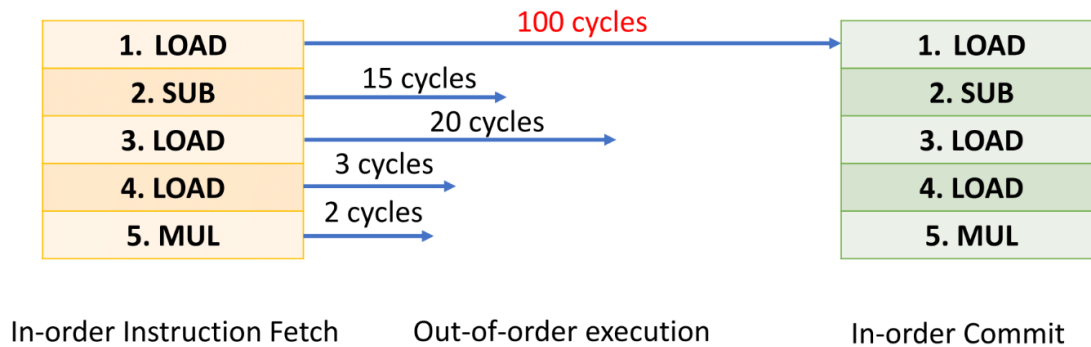 100 cycles
1. LOAD
1. LOAD
15 cycles
2. SUB
2. SUB
20 cycles
3. LOAD
3. LOAD
3 cycles
4. LOAD
4. LOAD
2 cycles
5. MUL
5. MUL
In-order Instruction Fetch
Out-of-order execution
In-order Commit